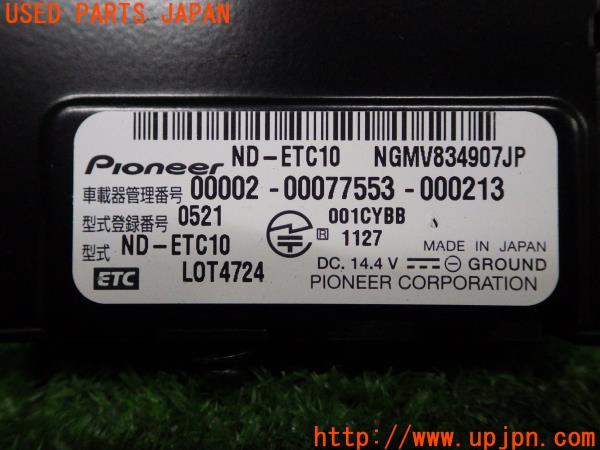 USED PARTS JAPAN
Pioneer ND-ETC10 NGMV834907JP
車載器管理番号 00002-00077553-000213
型式登録番号 0521 001CYBB
R 1127
型式 ND-ETC10 MADE IN JAPAN
ETC LOT4724 DC. 14.4 V GROUND
PIONEER CORPORATION
http://www.upjpn.com